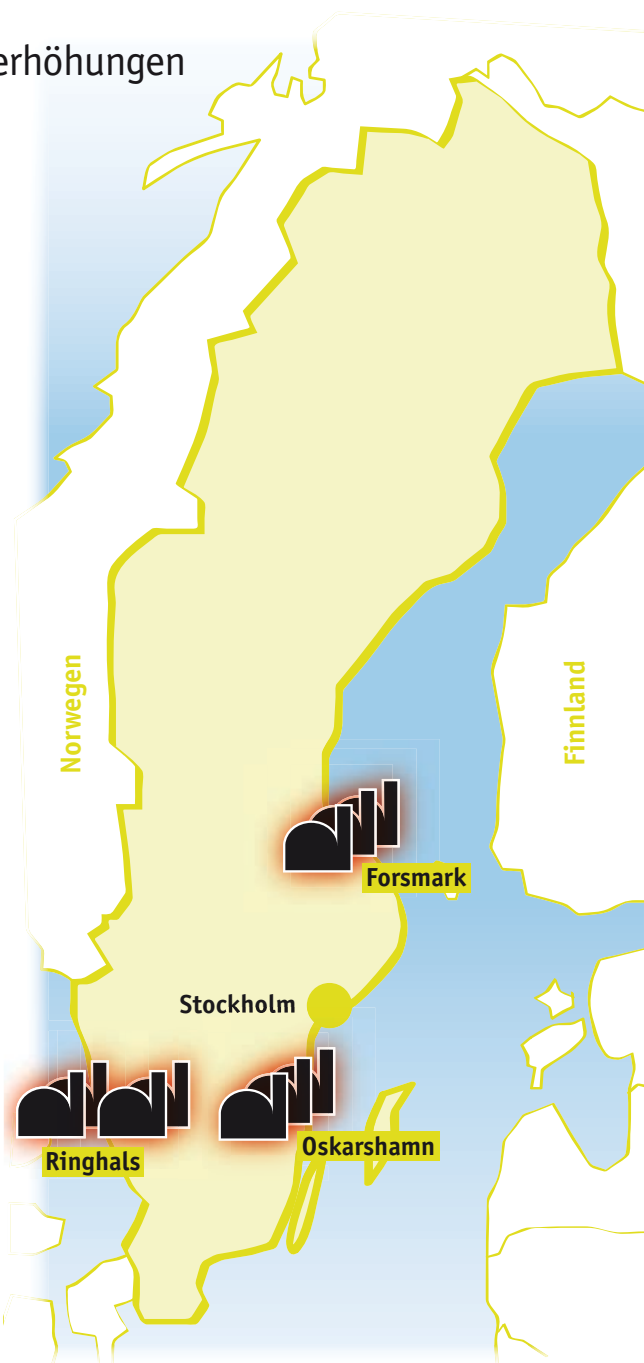 erhöhungen
Norwegen
Finnland
Forsmark
Stockholm
Oskarshamn
Ringhals